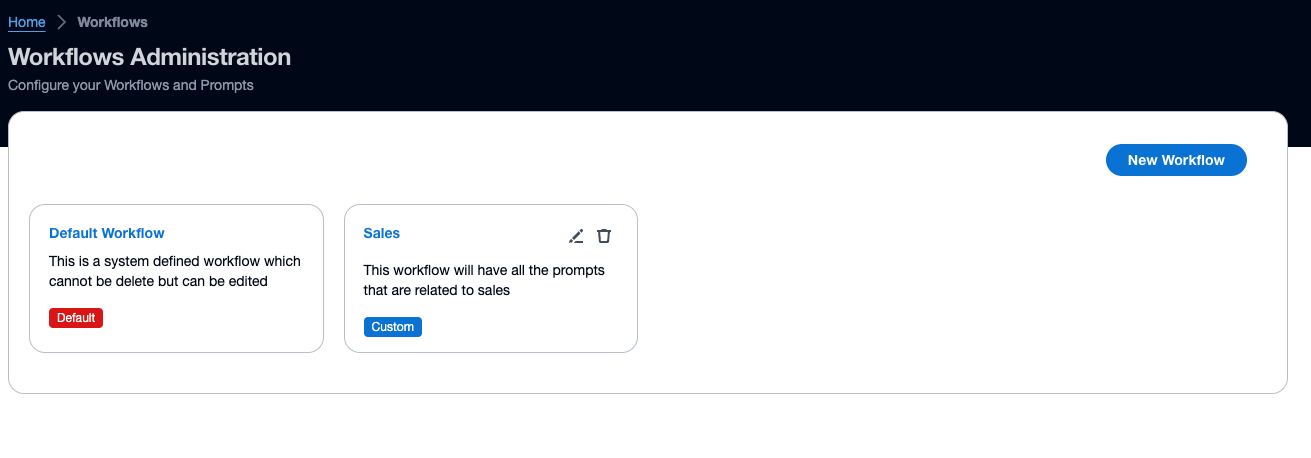 Home > Workflows
Workflows Administration
Configure your Workflows and Prompts
New Workflow
Default Workflow
This is a system defined workflow which
cannot be delete but can be edited
Default
Sales
This workflow will have all the prompts
that are related to sales
Custom